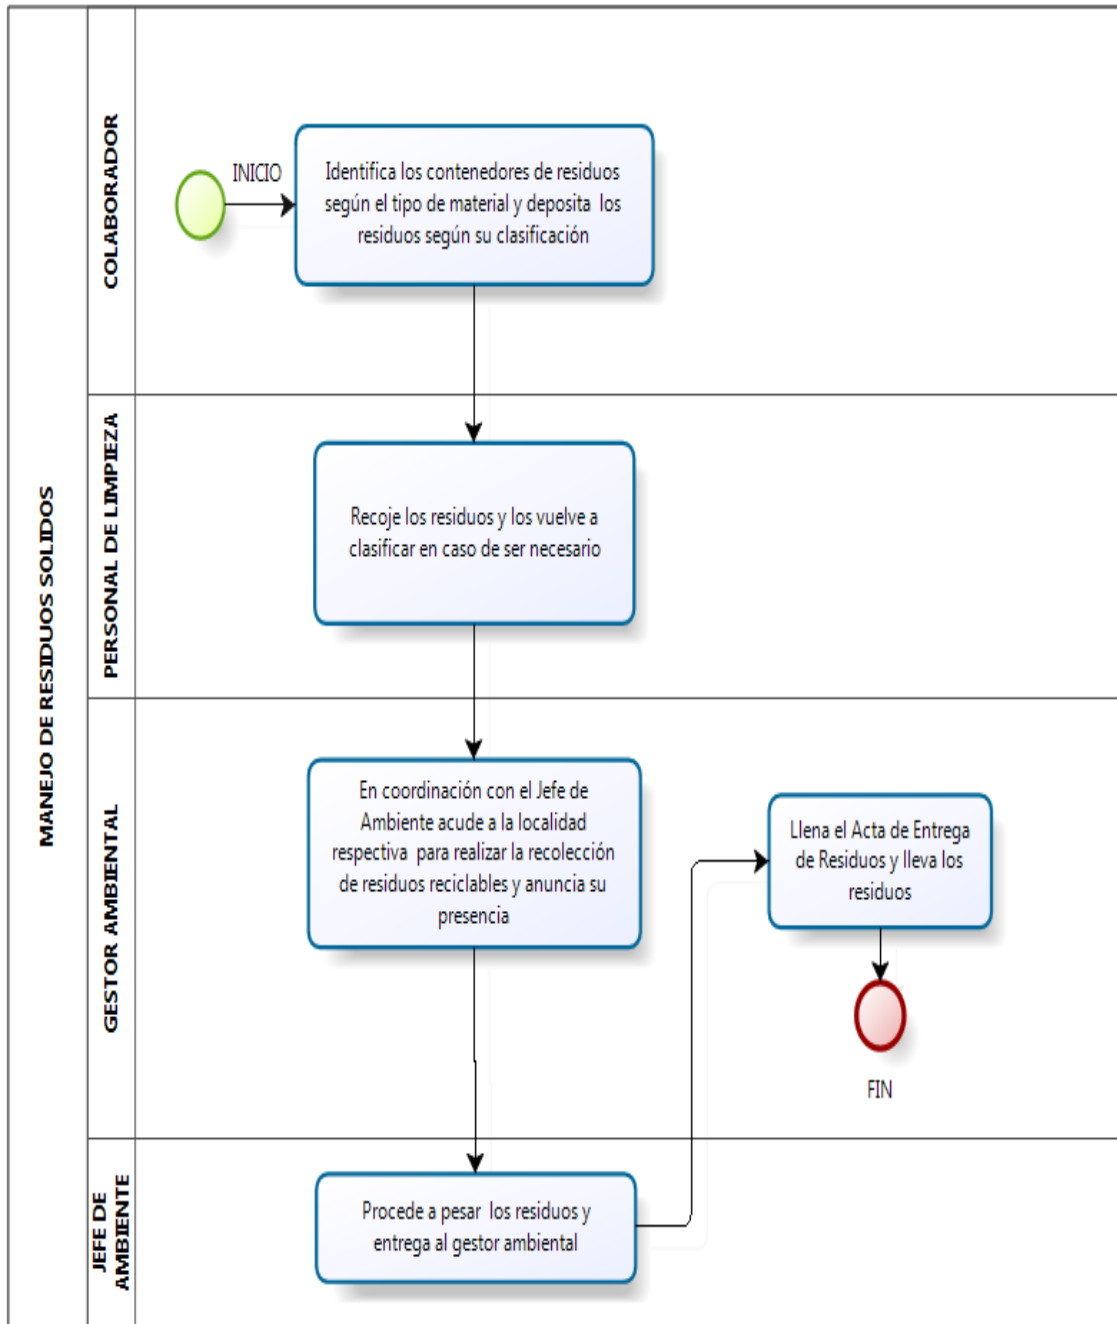 MANEJO DE RESIDUOS SOLIDOS
COLABORADOR
INICIO
Identifica los contenedores de residuos
según el tipo de material y deposita los
residuos según su clasificación
PERSONAL DE LIMPIEZA
Recoje los residuos y los vuelve a
clasificar en caso de ser necesario
GESTOR AMBIENTAL
En coordinación con el Jefe de
Ambiente acude a la localidad
respectiva para realizar la recolección
de residuos reciclables y anuncia su
presencia
Llena el Acta de Entrega
de Residuos y lleva los
residuos
FIN
JEFE DE
AMBIENTE
Procede a pesar los residuos y
entrega al gestor ambiental